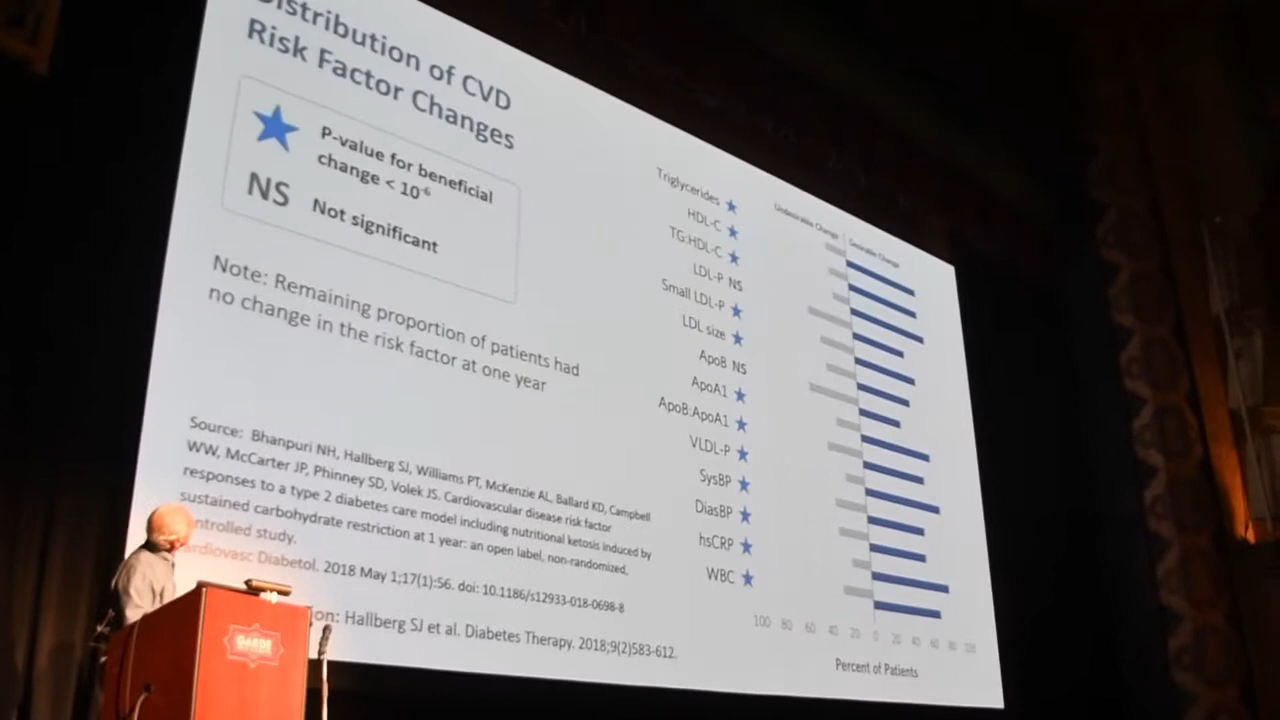 Distribution of CVD
Risk Factor Changes
P-value for beneficial
change < 10-6
NS Not significant
Note: Remaining proportion of patients had
no change in the risk factor at one year
Source: Bhanpuri NH, Hallberg SJ, Williams PT, McKenzie AL, Ballard KD, Campbell
WW, McCarter JP, Phinney SD, Volek JS. Cardiovascular disease risk factor
responses to a type 2 diabetes care model including nutritional ketosis induced by
sustained carbohydrate restriction at 1 year: an open label, non-randomized,
ntrolled study.
ardiovasc Diabetol. 2018 May 1;17(1):56. doi: 10.1186/s12933-018-0698-8
ion: Hallberg SJ et al. Diabetes Therapy. 2018;9(2)583-612.
Triglycerides
HDL-C
TG:HDL-C
LDL-P NS
Small LDL-P
LDL size
ApoB NS
ApoA1
ApoB:ApoA1
VLDL-P
SysBP
DiasBP
hsCRP
WBC
Undesirable Change
Desirable Change
100 80 60 40 20 0 20 40 60 80 100
Percent of Patients
GARDE